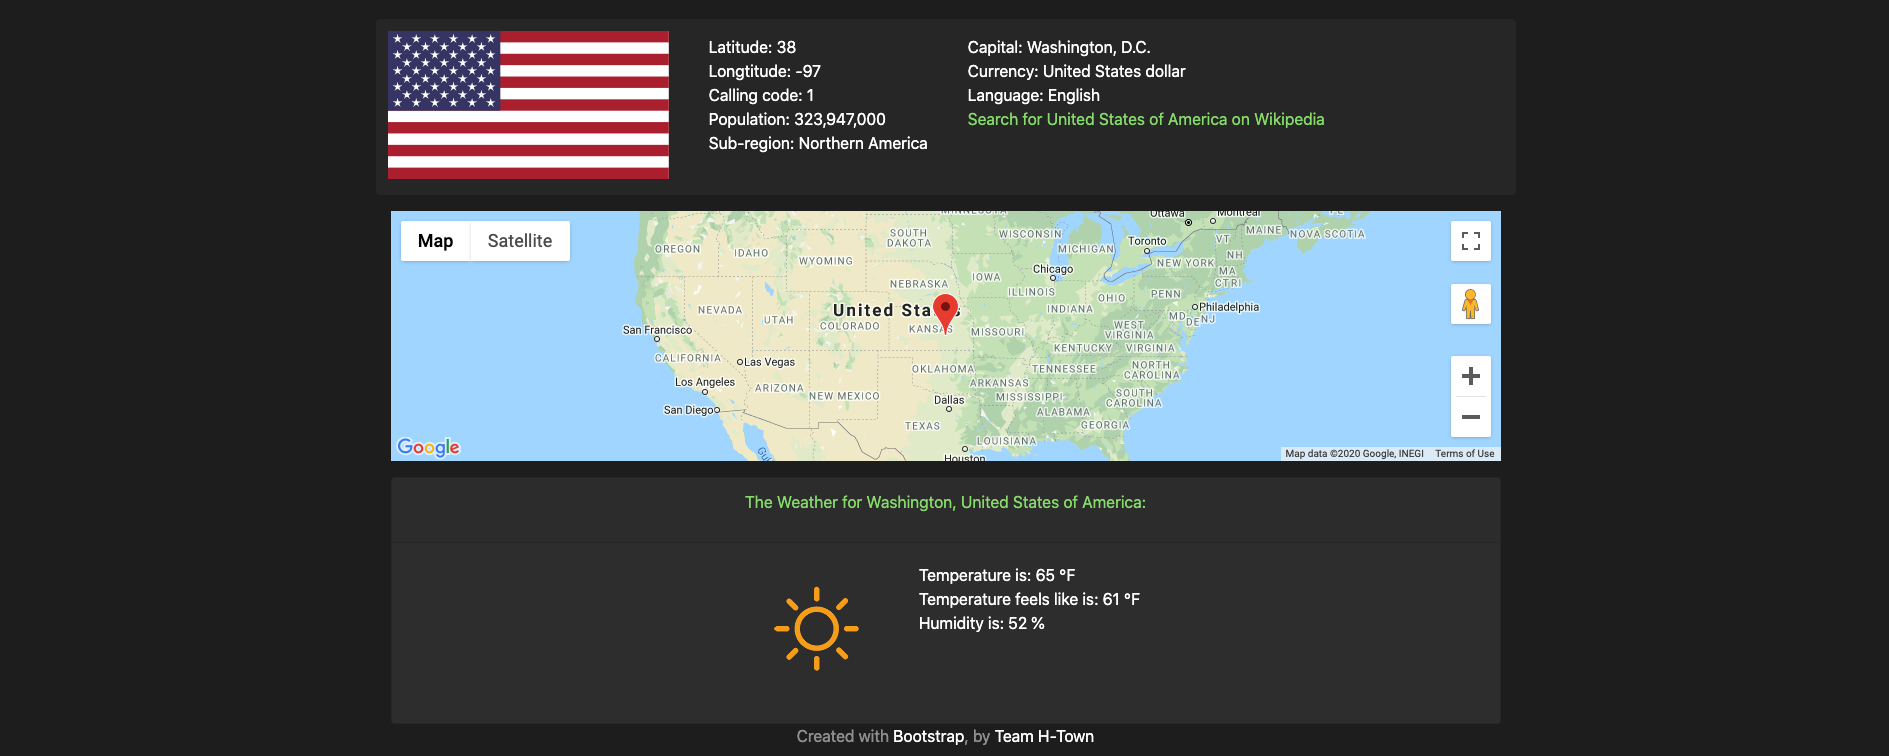 Latitude: 38
Longtitude: -97
Calling code: 1
Population: 323,947,000
Sub-region: Northern America
Capital: Washington, D.C.
Currency: United States dollar
Language: English
Search for United States of America on Wikipedia
Map
Satellite
Ottawa
Montreal
OREGON
IDAHO
WYOMING
SOUTH
DAKOTA
MINNESOTA
WISCONSIN
MICHIGAN
Toronto
NEW YORK
VT
NH
MA
CT RI
MAINE
NOVA SCOTIA
PE
NEVADA
UTAH
COLORADO
NEBRASKA
IOWA
Chicago
ILLINOIS
INDIANA
OHIO
PENN
Philadelphia
MD
DE
NJ
United Sta
s
KANSAS
MISSOURI
WEST
VIRGINIA
KENTUCKY
VIRGINIA
San Francisco
CALIFORNIA
Las Vegas
Los Angeles
San Diego
ARIZONA
NEW MEXICO
OKLAHOMA
ARKANSAS
TENNESSEE
NORTH
CAROLINA
SOUTH
CAROLINA
MISSISSIPPI
ALABAMA
GEORGIA
Dallas
TEXAS
LOUISIANA
Houston
Google
Map data ©2020 Google, INEGI
Terms of Use
The Weather for Washington, United States of America:
Temperature is: 65 °F
Temperature feels like is: 61 °F
Humidity is: 52 %
Created with Bootstrap, by Team H-Town